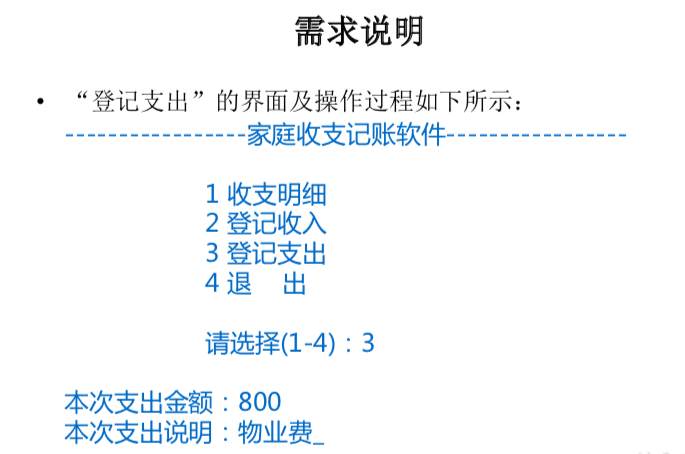 需求说明
• “登记支出”的界面及操作过程如下所示：
-----------------家庭收支记账软件-----------------
1 收支明细
2 登记收入
3 登记支出
4 退 出
请选择(1-4)：3
本次支出金额：800
本次支出说明：物业费_